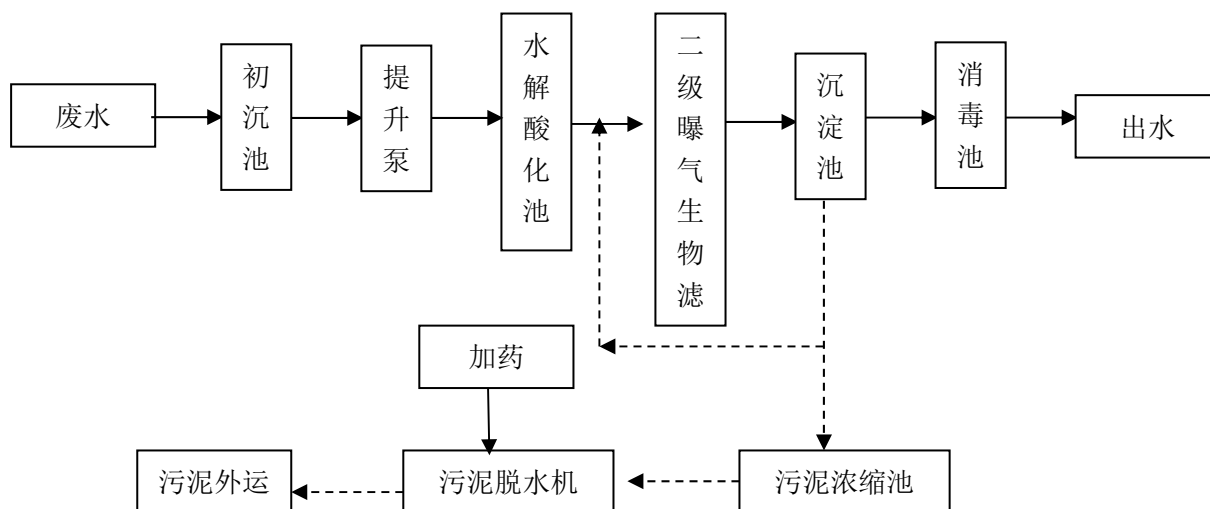 废水
初沉池
提升泵
水解酸化池
二级曝气生物滤
沉淀池
消毒池
出水
加药
污泥外运
污泥脱水机
污泥浓缩池